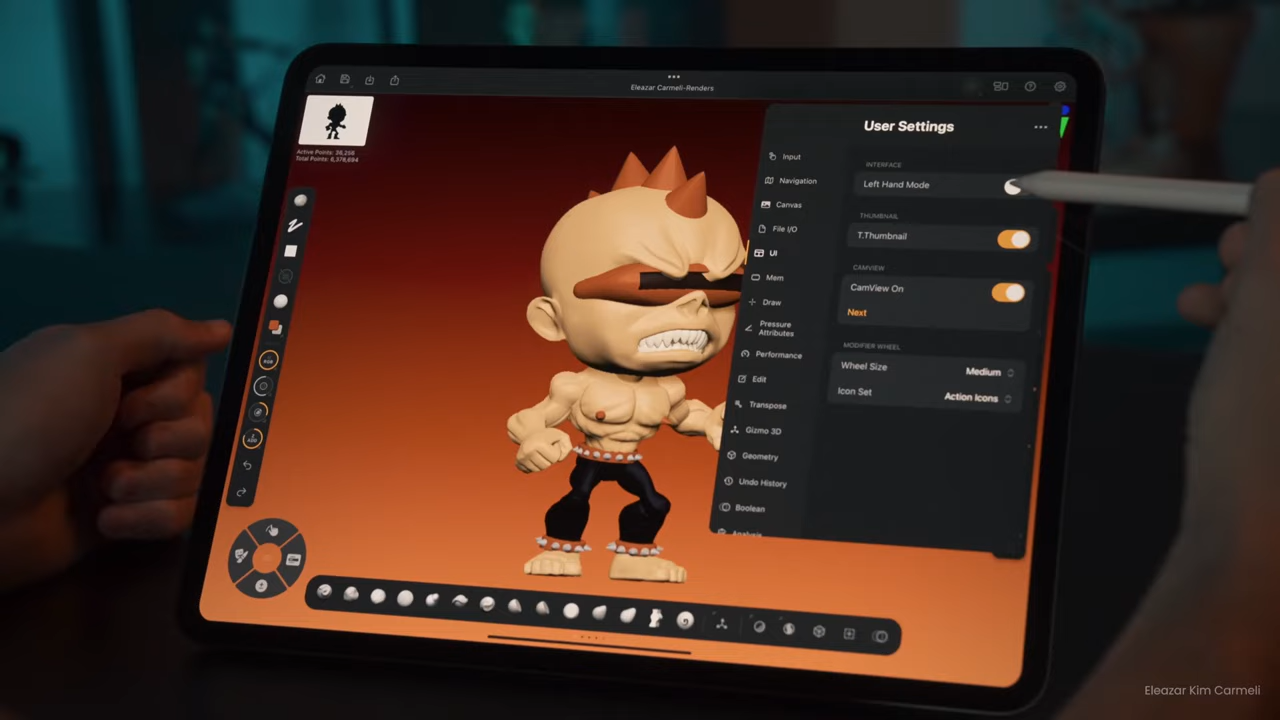 Eleazar Carmeli-Renders
Active Points: 38,256
Total Points: 6,378,694
User Settings
Input
Navigation
Canvas
File I/O
UI
Mem
Draw
Pressure
Attributes
Performance
Edit
Transpose
Gizmo 3D
Geometry
Undo History
Boolean
INTERFACE
Left Hand Mode
THUMBNAIL
T.Thumbnail
CAMVIEW
CamView On
Next
MODIFIER WHEEL
Wheel Size Medium
Icon Set Action Icons
Eleazar Kim Carmeli